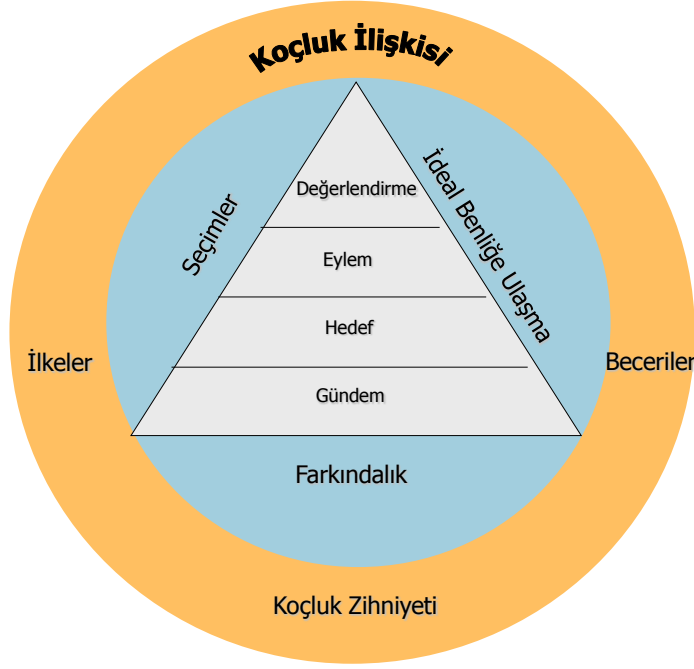 Koçluk İlişkisi
Değerlendirme
Seçimler
İdeal Benliğe Ulaşma
Eylem
Hedef
İlkeler
Beceriler
Gündem
Farkındalık
Koçluk Zihniyeti